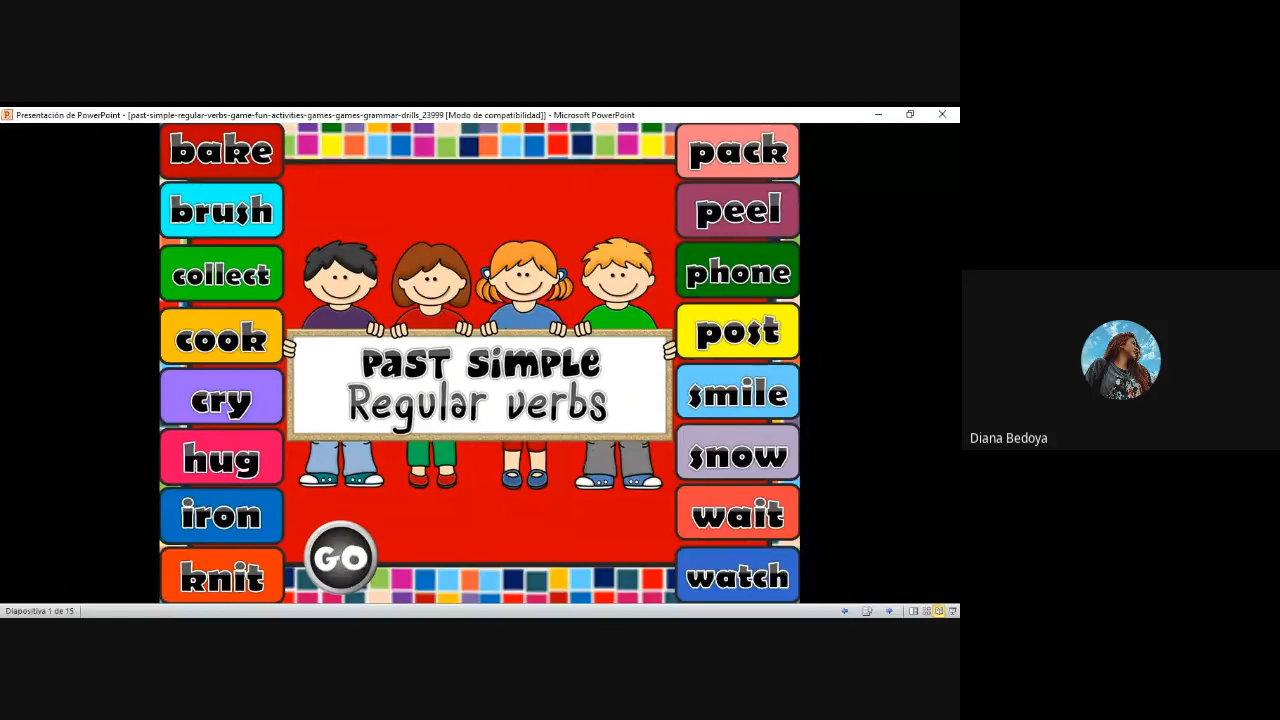 Presentación de PowerPoint - [past-simple-regular-verbs-game-fun-activities-games-games-grammar-drills_23999 [Modo de compatibilidad]] - Microsoft PowerPoint
bake
brush
collect
cook
cry
hug
iron
knit
PAST SiMPLE
Regular verbs
GO
pack
peel
phone
post
smile
snow
wait
watch
Diapositiva 1 de 15
Diana Bedoya